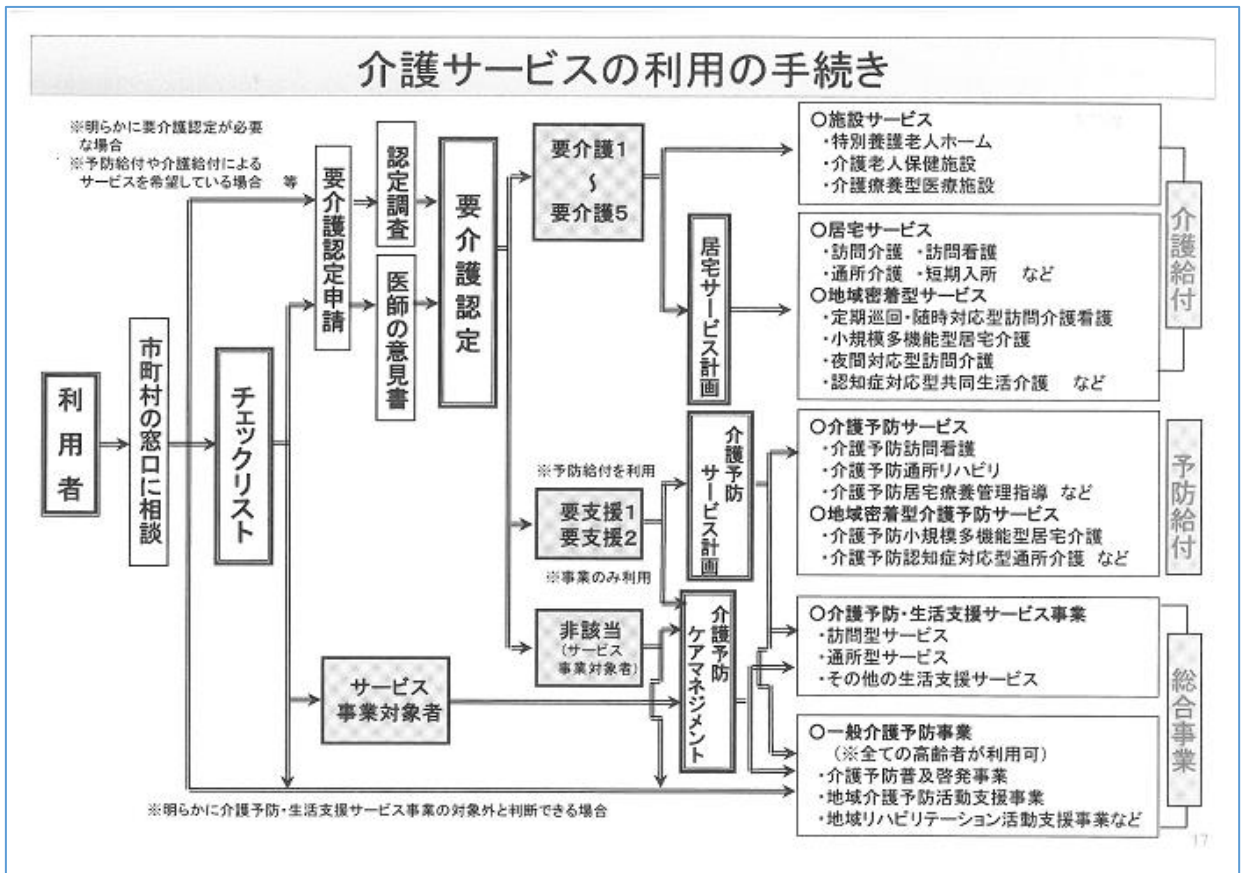 介護サービスの利用の手続き
※明らかに要介護認定が必要
な場合
※予防給付や介護給付による
サービスを希望している場合 等
利用者
市町村の窓口に相談
チェックリスト
要介護認定申請
認定調査
医師の意見書
要介護認定
要介護1
〜
要介護5
※予防給付を利用
要支援1
要支援2
※事業のみ利用
非該当
(サービス
事業対象者)
サービス
事業対象者
居宅サービス計画
介護予防
サービス計画
介護予防
ケアマネジメント
〇施設サービス
・特別養護老人ホーム
・介護老人保健施設
・介護療養型医療施設
〇居宅サービス
・訪問介護 ・訪問看護
・通所介護 ・短期入所 など
〇地域密着型サービス
・定期巡回・随時対応型訪問介護看護
・小規模多機能型居宅介護
・夜間対応型訪問介護
・認知症対応型共同生活介護 など
介護給付
〇介護予防サービス
・介護予防訪問看護
・介護予防通所リハビリ
・介護予防居宅療養管理指導 など
〇地域密着型介護予防サービス
・介護予防小規模多機能型居宅介護
・介護予防認知症対応型通所介護 など
予防給付
〇介護予防・生活支援サービス事業
・訪問型サービス
・通所型サービス
・その他の生活支援サービス
〇一般介護予防事業
(※全ての高齢者が利用可)
・介護予防普及啓発事業
・地域介護予防活動支援事業
・地域リハビリテーション活動支援事業など
総合事業
※明らかに介護予防・生活支援サービス事業の対象外と判断できる場合
17